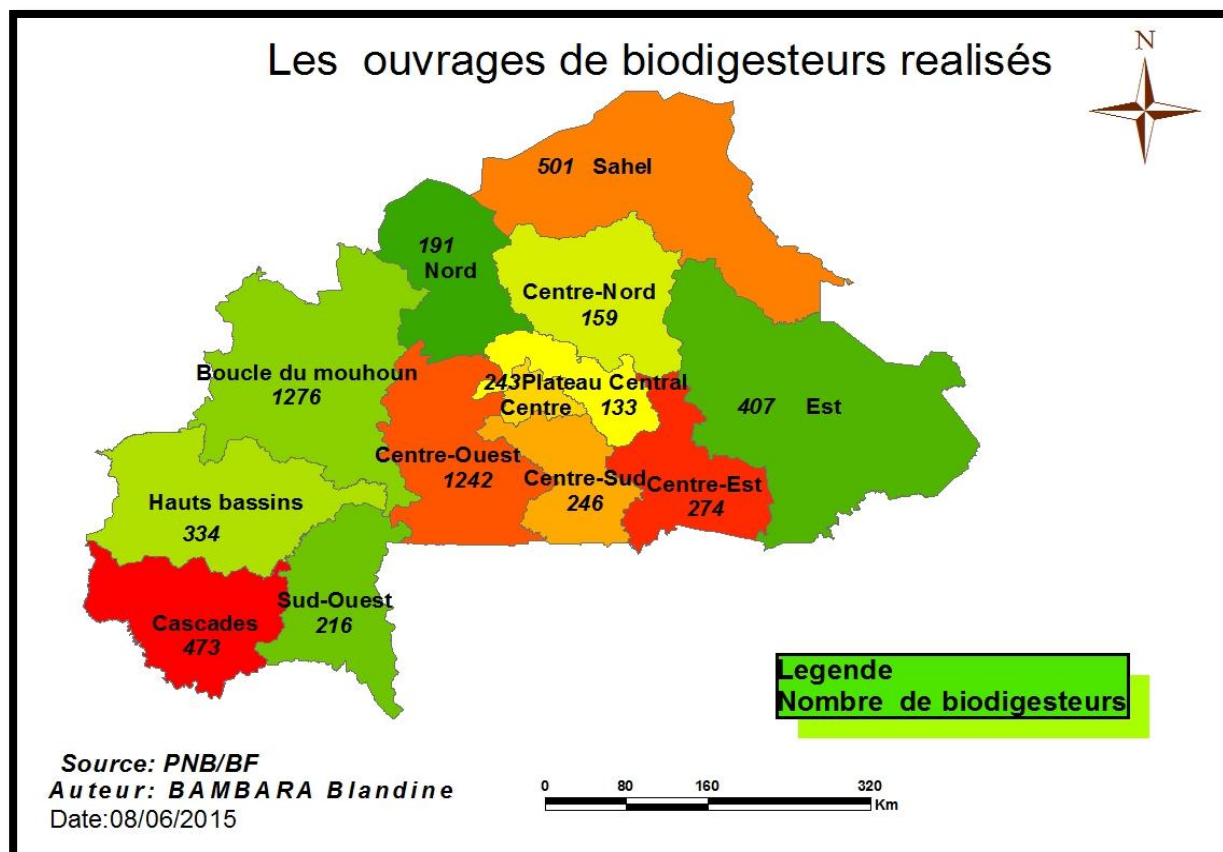 Les ouvrages de biodigesteurs realisés
N
501 Sahel
191
Nord
Centre-Nord
159
Boucle du mouhoun
1276
243 Plateau Central
Centre
133
407 Est
Centre-Ouest
1242
Centre-Sud
246
Centre-Est
274
Hauts bassins
334
Sud-Ouest
216
Cascades
473
Legende
Nombre de biodigesteurs
Source: PNB/BF
Auteur: BAMBARA Blandine
Date:08/06/2015
0 80 160 320
Km